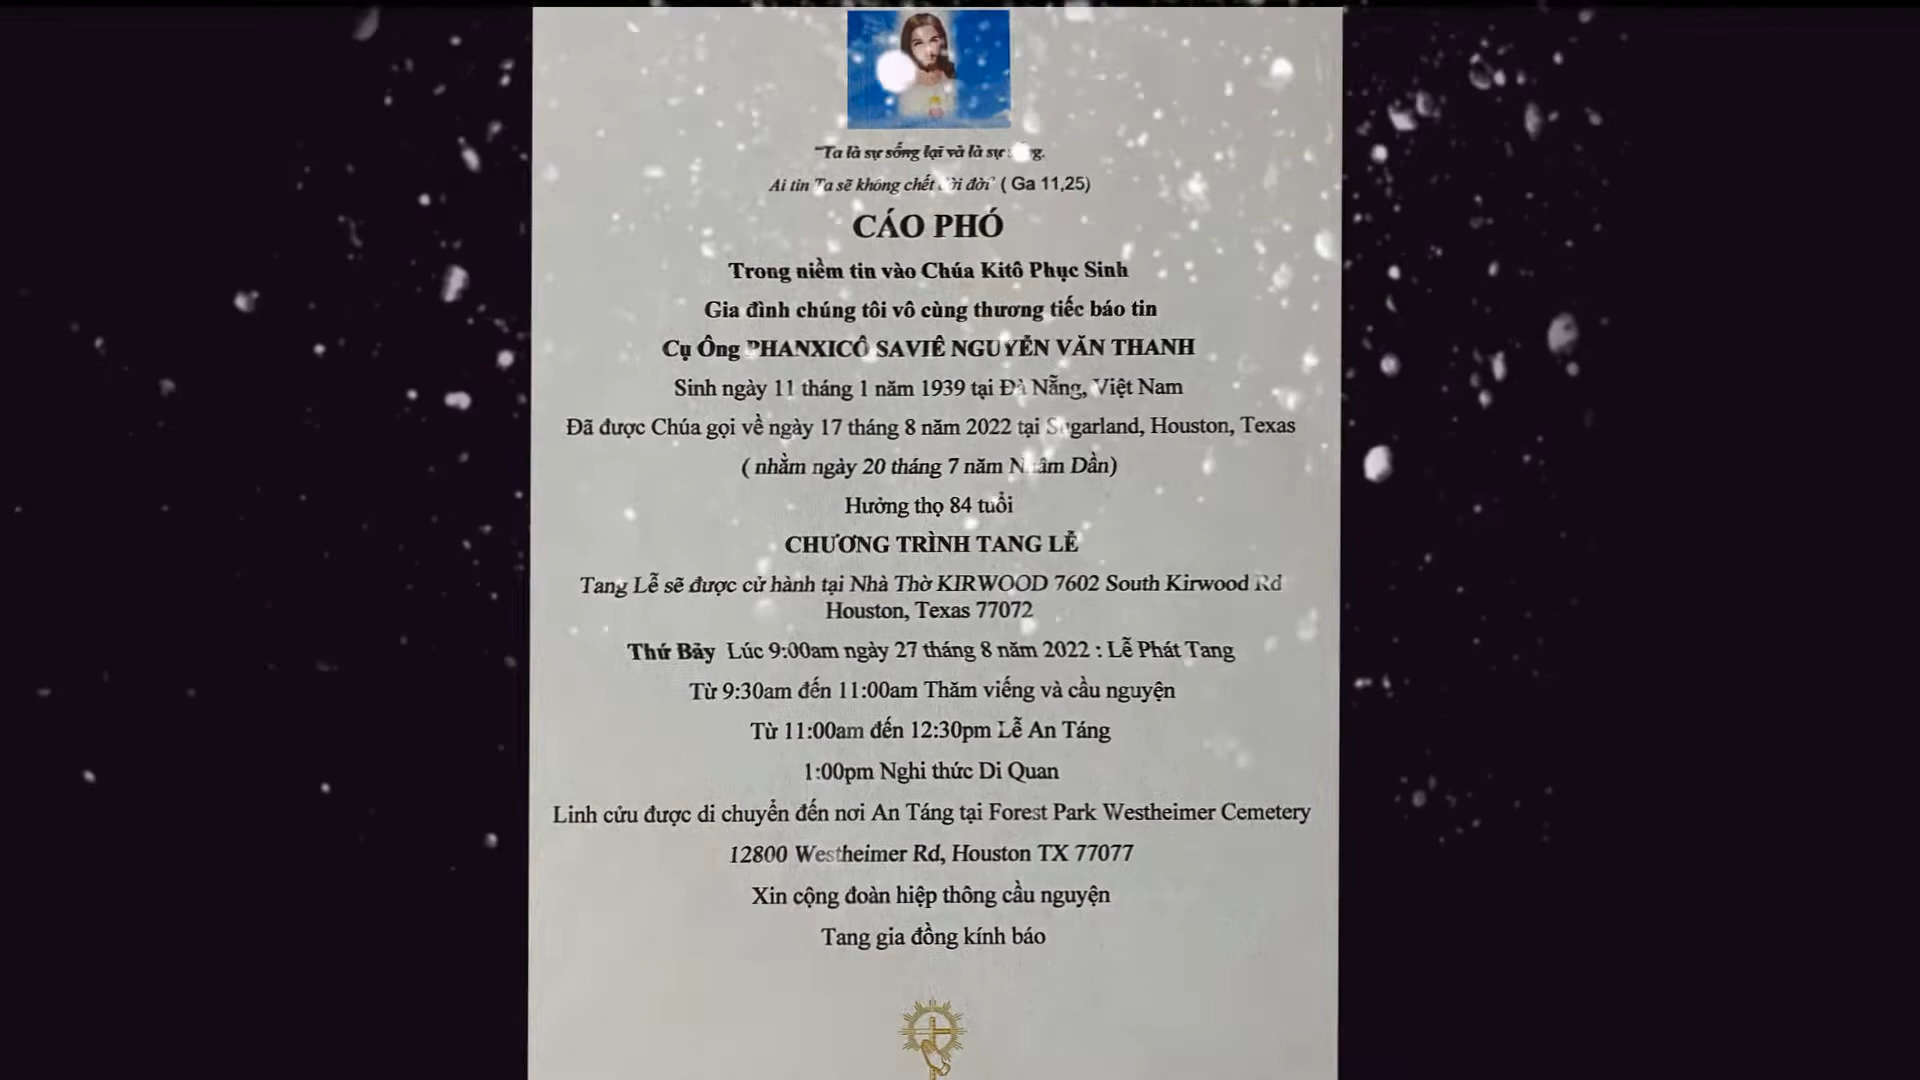 "Ta là sự sống lại và là sự
Ai tin Ta sẽ không chết đời" ( Ga 11,25)
CÁO PHÓ
Trong niềm tin vào Chúa Kitô Phục Sinh
Gia đình chúng tôi vô cùng thương tiếc báo tin
Cụ Ông PHANXICÔ SAVIÊ NGUYỄN VĂN THANH
Sinh ngày 11 tháng 1 năm 1939 tại Đà Nẵng, Việt Nam
Đã được Chúa gọi về ngày 17 tháng 8 năm 2022 tại Sugarland, Houston, Texas
( nhằm ngày 20 tháng 7 năm Nhâm Dần)
Hưởng thọ 84 tuổi
CHƯƠNG TRÌNH TANG LỄ
Tang Lễ sẽ được cử hành tại Nhà Thờ KIRWOOD 7602 South Kirwood Rd
Houston, Texas 77072
Thứ Bảy Lúc 9:00am ngày 27 tháng 8 năm 2022 : Lễ Phát Tang
Từ 9:30am đến 11:00am Thăm viếng và cầu nguyện
Từ 11:00am đến 12:30pm Lễ An Táng
1:00pm Nghi thức Di Quan
Linh cửu được di chuyển đến nơi An Táng tại Forest Park Westheimer Cemetery
12800 Westheimer Rd, Houston TX 77077
Xin cộng đoàn hiệp thông cầu nguyện
Tang gia đồng kính báo